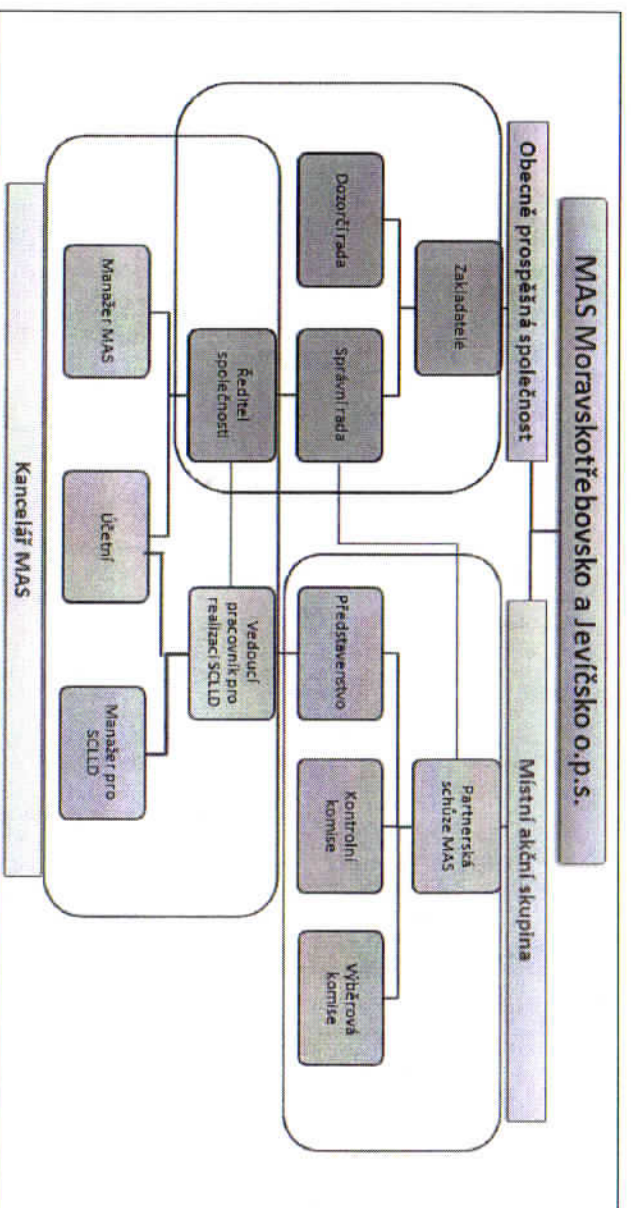 MAS Moravskotřebovsko a Jevíčsko o.p.s.
Obecně prospěšná společnost
Místní akční skupina
Zakladatelé
Partnerská
schůze MAS
Dozorčí rada
Správní rada
Představenstvo
Kontrolní
komise
Výběrová
komise
Ředitel
společnosti
Vedoucí
pracovník pro
realizací SCLLD
Manažer MAS
Účetní
Manažer pro
SCLLD
Kancelář MAS